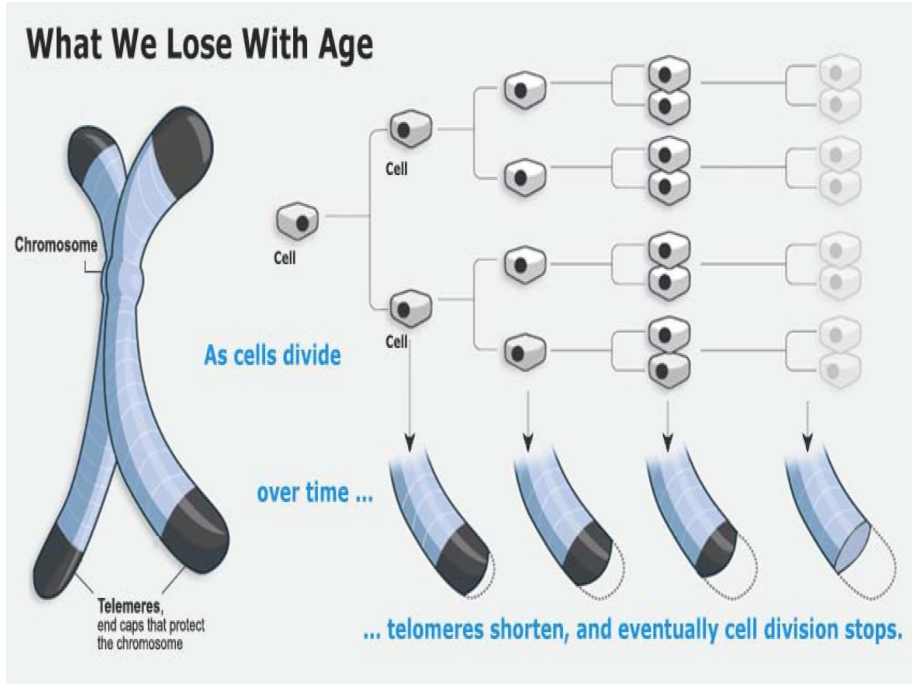 What We Lose With Age
Cell
Cell
Chromosome
Cell
As cells divide
over time ...
Telemeres,
end caps that protect
the chromosome
... telomeres shorten, and eventually cell division stops.